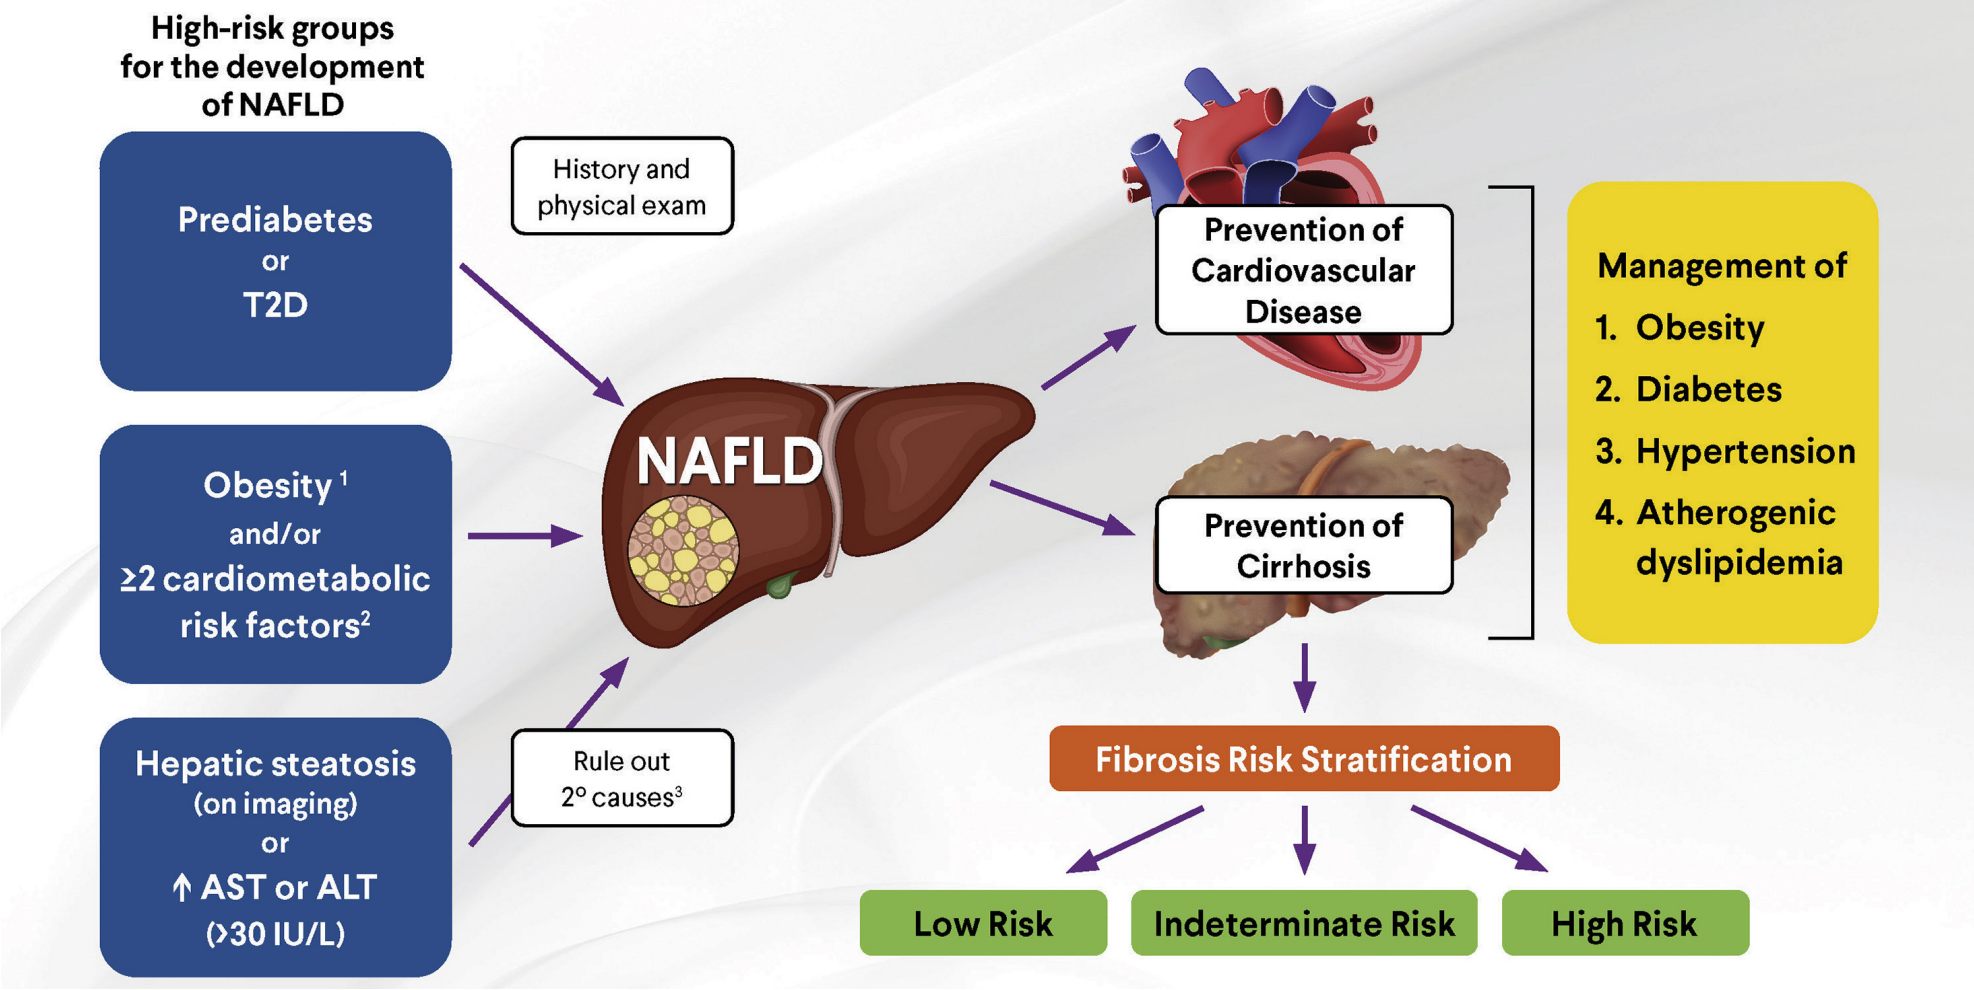 High-risk groups
for the development
of NAFLD
Prediabetes
or
T2D
Obesity ¹
and/or
≥2 cardiometabolic
risk factors²
Hepatic steatosis
(on imaging)
or
↑ AST or ALT
(>30 IU/L)
History and
physical exam
Rule out
2° causes³
NAFLD
Prevention of
Cardiovascular
Disease
Prevention of
Cirrhosis
Management of
1. Obesity
2. Diabetes
3. Hypertension
4. Atherogenic
dyslipidemia
Fibrosis Risk Stratification
Low Risk
Indeterminate Risk
High Risk